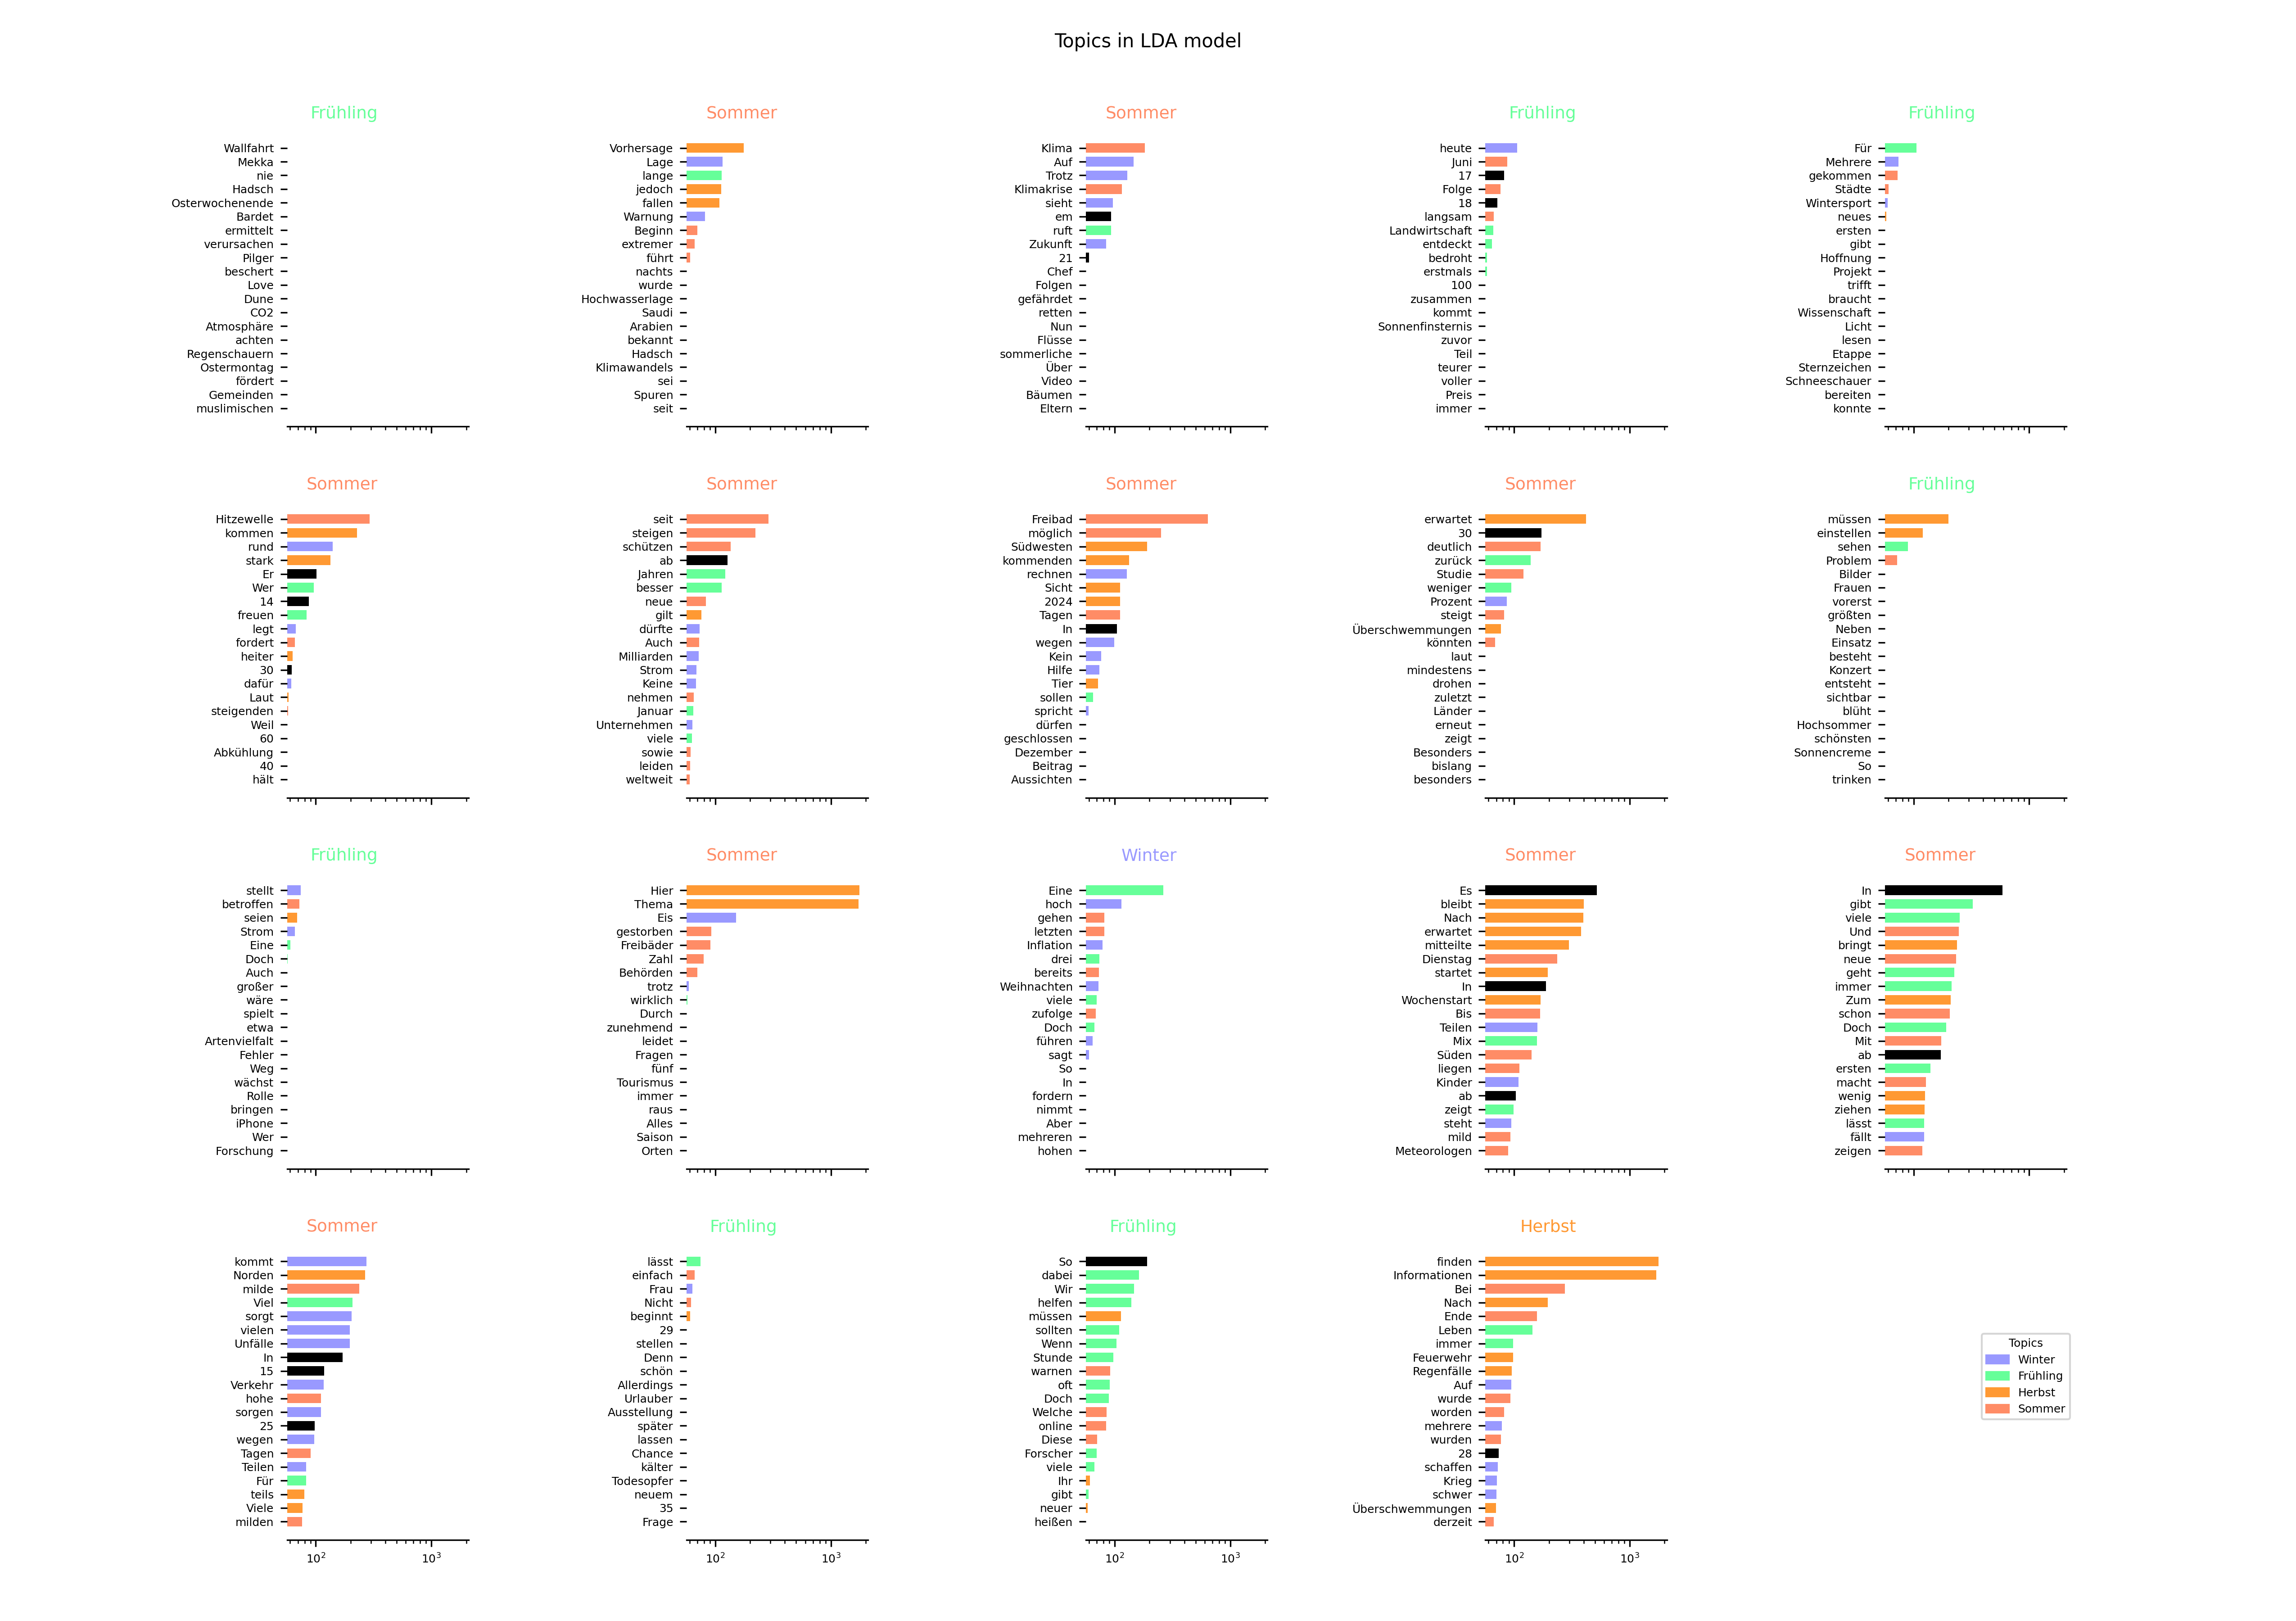 Topics in LDA model
Frühling
Wallfahrt
Mekka
nie
Hadsch
Osterwochenende
Bardet
ermittelt
verursachen
Pilger
beschert
Love
Dune
CO2
Atmosphäre
achten
Regenschauern
Ostermontag
fördert
Gemeinden
muslimischen
Sommer
Vorhersage
Lage
lange
jedoch
fallen
Warnung
Beginn
extremer
führt
nachts
wurde
Hochwasserlage
Saudi
Arabien
bekannt
Hadsch
Klimawandels
sei
Spuren
seit
Sommer
Klima
Auf
Trotz
Klimakrise
sieht
em
ruft
Zukunft
21
Chef
Folgen
gefährdet
retten
Nun
Flüsse
sommerliche
Über
Video
Bäumen
Eltern
Frühling
heute
Juni
17
Folge
18
langsam
Landwirtschaft
entdeckt
bedroht
erstmals
100
zusammen
kommt
Sonnenfinsternis
zuvor
Teil
teurer
voller
Preis
immer
Frühling
Für
Mehrere
gekommen
Städte
Wintersport
neues
ersten
gibt
Hoffnung
Projekt
trifft
braucht
Wissenschaft
Licht
lesen
Etappe
Sternzeichen
Schneeschauer
bereiten
konnte
Sommer
Hitzewelle
kommen
rund
stark
Er
Wer
14
freuen
legt
fordert
heiter
30
dafür
Laut
steigenden
Weil
60
Abkühlung
40
hält
Sommer
seit
steigen
schützen
ab
Jahren
besser
neue
gilt
dürfte
Auch
Milliarden
Strom
Keine
nehmen
Januar
Unternehmen
viele
sowie
leiden
weltweit
Sommer
Freibad
möglich
Südwesten
kommenden
rechnen
Sicht
2024
Tagen
In
wegen
Kein
Hilfe
Tier
sollen
spricht
dürfen
geschlossen
Dezember
Beitrag
Aussichten
Sommer
erwartet
30
deutlich
zurück
Studie
weniger
Prozent
steigt
Überschwemmungen
könnten
laut
mindestens
drohen
zuletzt
Länder
erneut
zeigt
Besonders
bislang
besonders
Frühling
müssen
einstellen
sehen
Problem
Bilder
Frauen
vorerst
größten
Neben
Einsatz
besteht
Konzert
entsteht
sichtbar
blüht
Hochsommer
schönsten
Sonnencreme
So
trinken
Frühling
stellt
betroffen
seien
Strom
Eine
Doch
Auch
großer
wäre
spielt
etwa
Artenvielfalt
Fehler
Weg
wächst
Rolle
bringen
iPhone
Wer
Forschung
Sommer
Hier
Thema
Eis
gestorben
Freibäder
Zahl
Behörden
trotz
wirklich
Durch
zunehmend
leidet
Fragen
fünf
Tourismus
immer
raus
Alles
Saison
Orten
Winter
Eine
hoch
gehen
letzten
Inflation
drei
bereits
Weihnachten
viele
zufolge
Doch
führen
sagt
So
In
fordern
nimmt
Aber
mehreren
hohen
Sommer
Es
bleibt
Nach
erwartet
mitteilte
Dienstag
startet
In
Wochenstart
Bis
Teilen
Mix
Süden
liegen
Kinder
ab
zeigt
steht
mild
Meteorologen
Sommer
In
gibt
viele
Und
bringt
neue
geht
immer
Zum
schon
Doch
Mit
ab
ersten
macht
wenig
ziehen
lässt
fällt
zeigen
Sommer
kommt
Norden
milde
Viel
sorgt
vielen
Unfälle
In
15
Verkehr
hohe
sorgen
25
wegen
Tagen
Teilen
Für
teils
Viele
milden
10²
10³
Frühling
lässt
einfach
Frau
Nicht
beginnt
29
stellen
Denn
schön
Allerdings
Urlauber
Ausstellung
später
lassen
Chance
kälter
Todesopfer
neuem
35
Frage
10²
10³
Frühling
So
dabei
Wir
helfen
müssen
sollten
Wenn
Stunde
warnen
oft
Doch
Welche
online
Diese
Forscher
viele
Ihr
gibt
neuer
heißen
10²
10³
Herbst
finden
Informationen
Bei
Nach
Ende
Leben
immer
Feuerwehr
Regenfälle
Auf
wurde
worden
mehrere
wurden
28
schaffen
Krieg
schwer
Überschwemmungen
derzeit
10²
10³
Topics
Winter
Frühling
Herbst
Sommer